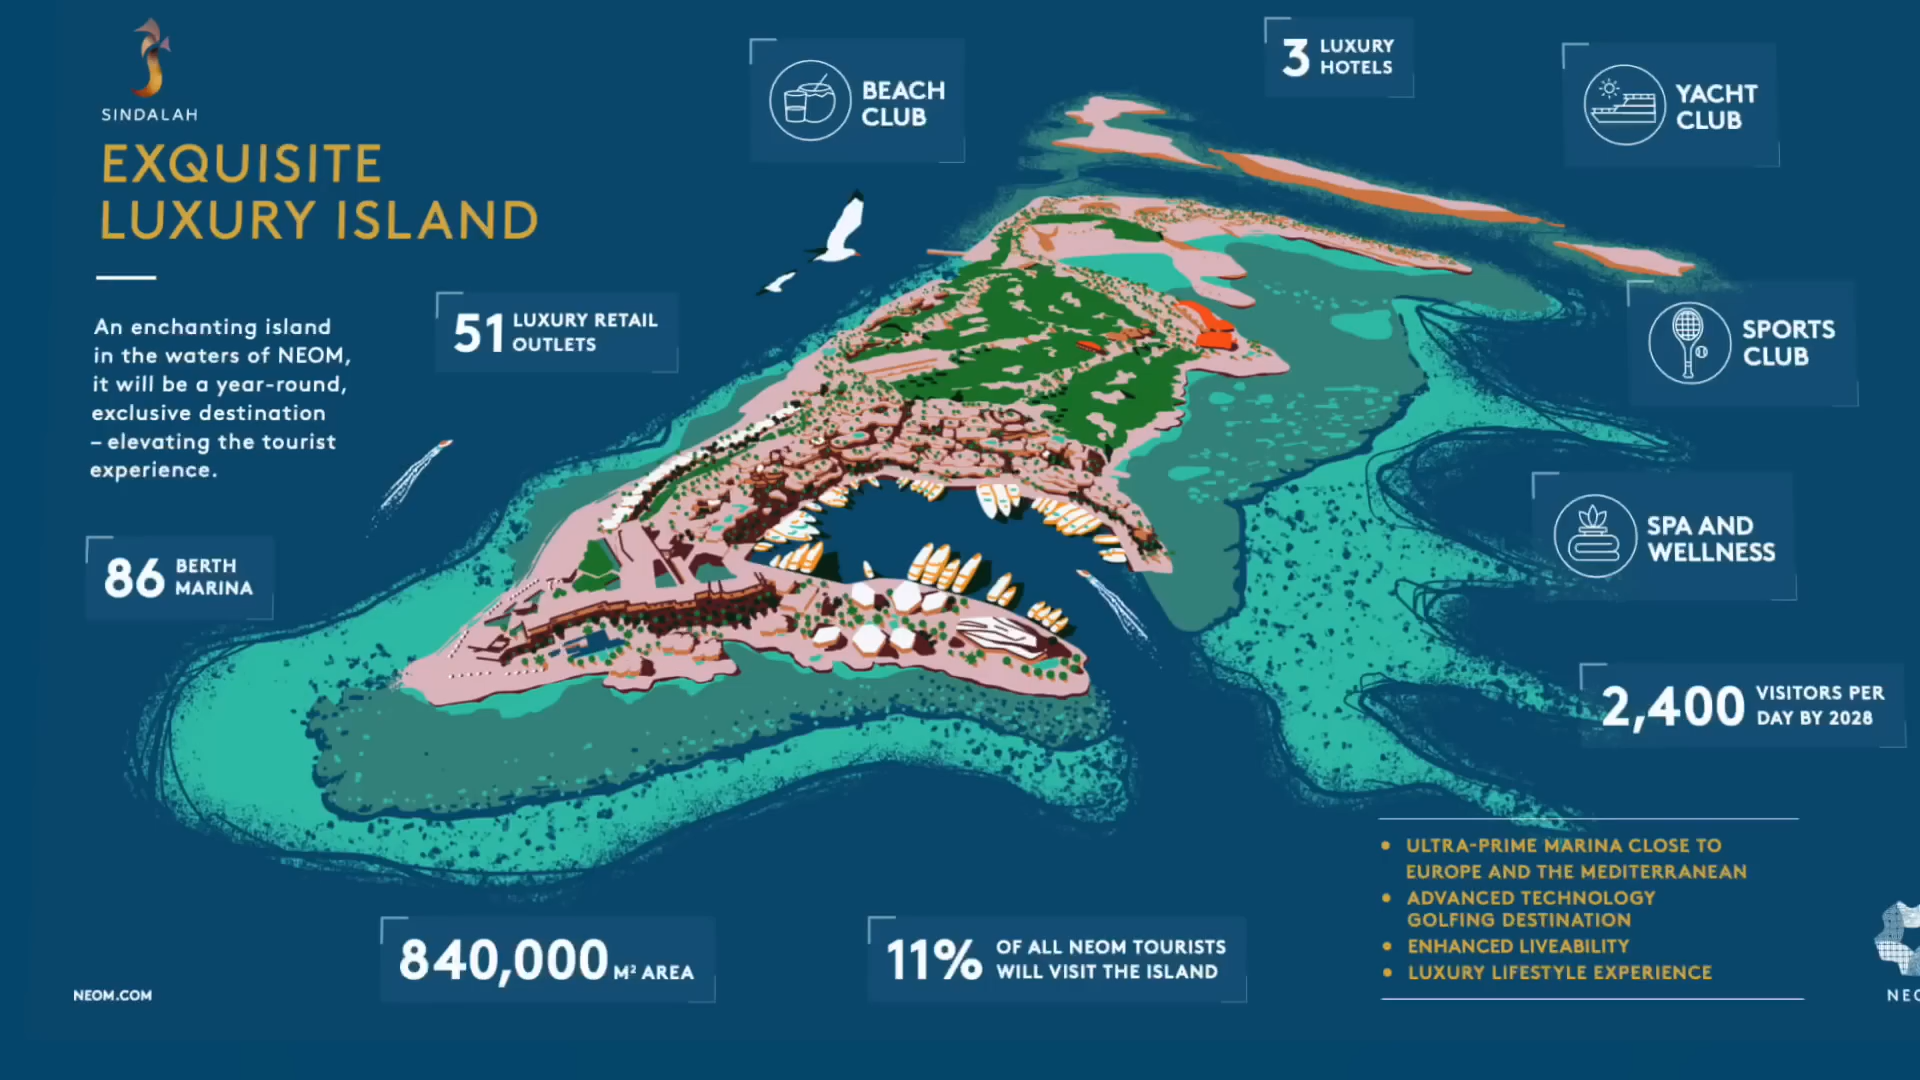 SINDALAH
EXQUISITE
LUXURY ISLAND
An enchanting island
in the waters of NEOM,
it will be a year-round,
exclusive destination
– elevating the tourist
experience.
BEACH
CLUB
3 LUXURY
HOTELS
YACHT
CLUB
51 LUXURY RETAIL
OUTLETS
SPORTS
CLUB
86 BERTH
MARINA
SPA AND
WELLNESS
2,400 VISITORS PER
DAY BY 2028
840,000 M² AREA
11% OF ALL NEOM TOURISTS
WILL VISIT THE ISLAND
• ULTRA-PRIME MARINA CLOSE TO
EUROPE AND THE MEDITERRANEAN
• ADVANCED TECHNOLOGY
GOLFING DESTINATION
• ENHANCED LIVEABILITY
• LUXURY LIFESTYLE EXPERIENCE
NEOM.COM